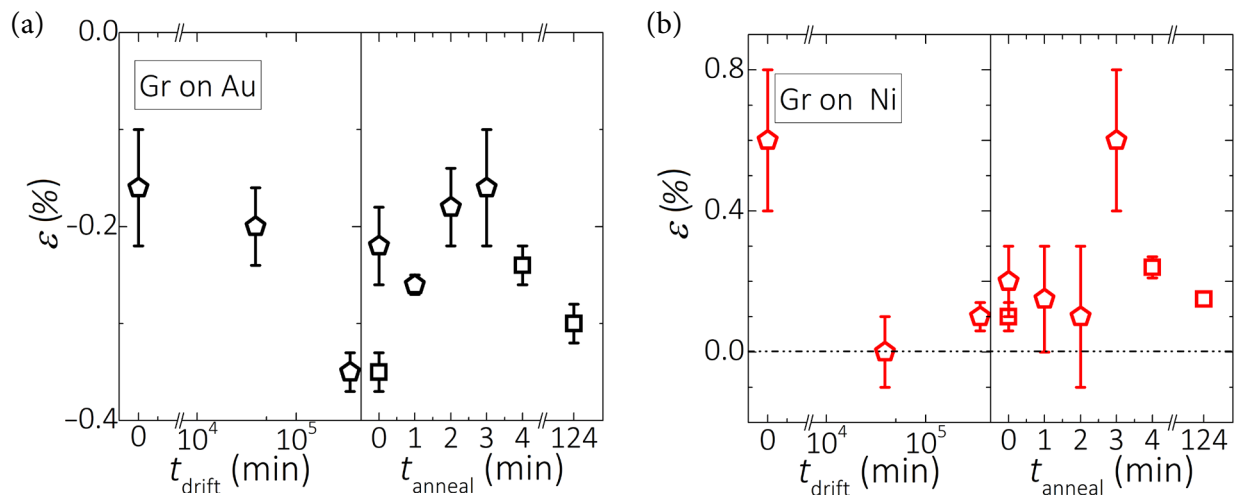 (a)
0.0
Gr on Au
ε (%)
−0.2
−0.4
0 10⁴ 10⁵ 0 1 2 3 4 124
t_drift (min) t_anneal (min)
(b)
0.8
Gr on Ni
ε (%)
0.4
0.0
0 10⁴ 10⁵ 0 1 2 3 4 124
t_drift (min) t_anneal (min)